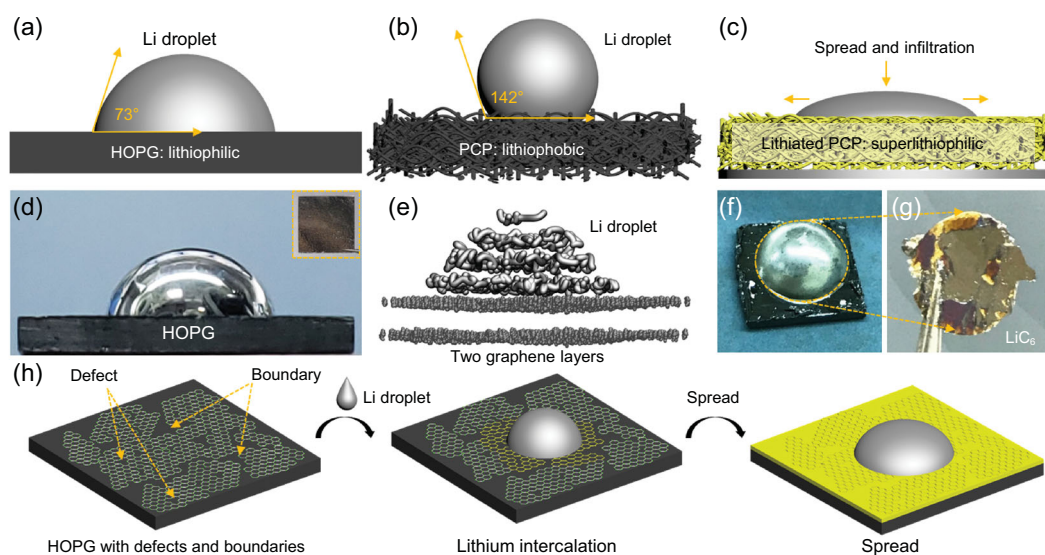 (a)
Li droplet
73°
HOPG: lithiophilic
(b)
Li droplet
142°
PCP: lithiophobic
(c)
Spread and infiltration
Lithiated PCP: superlithiophilic
(d)
HOPG
(e)
Li droplet
Two graphene layers
(f)
(g)
LiC₆
(h)
Defect
Boundary
Li droplet
Spread
HOPG with defects and boundaries
Lithium intercalation
Spread